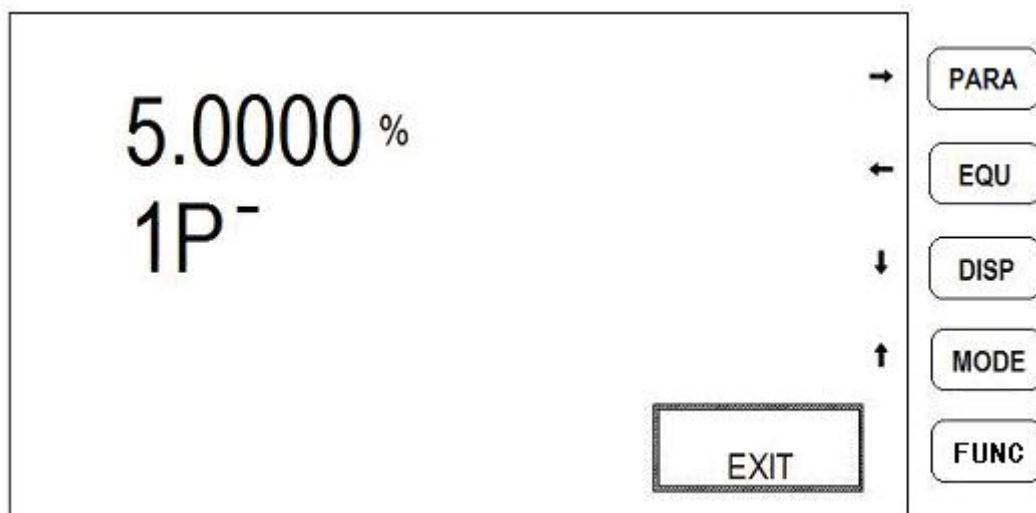 5.0000 %
1P⁻
→ PARA
← EQU
↓ DISP
↑ MODE
EXIT
FUNC